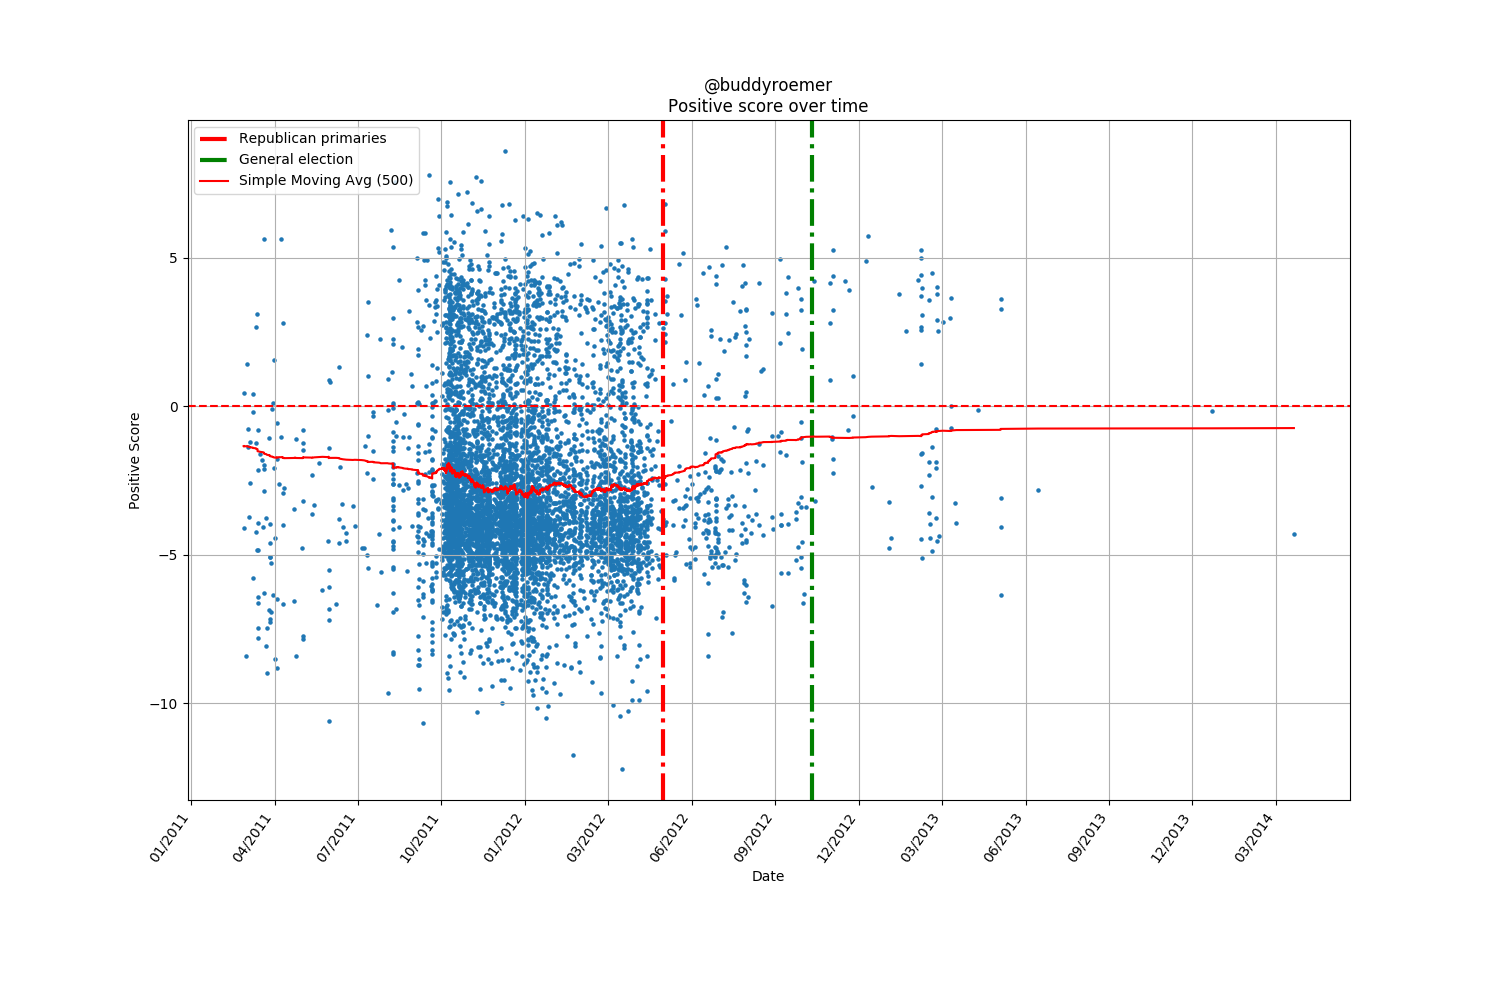 @buddyroemer
Positive score over time
Republican primaries
General election
Simple Moving Avg (500)
Positive Score
5
0
−5
−10
01/2011
04/2011
07/2011
10/2011
01/2012
03/2012
06/2012
09/2012
12/2012
03/2013
06/2013
09/2013
12/2013
03/2014
Date